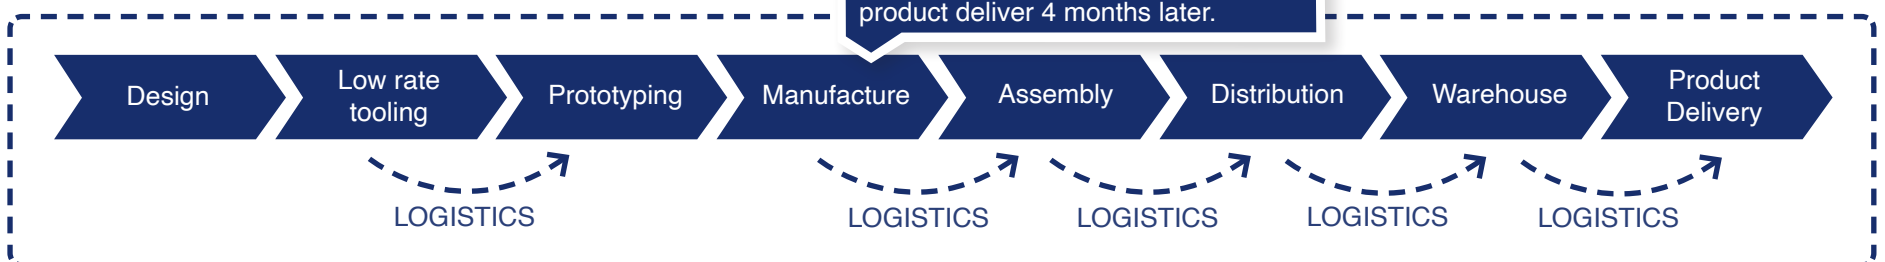 product deliver 4 months later.
Design
Low rate
tooling
Prototyping
Manufacture
Assembly
Distribution
Warehouse
Product
Delivery
LOGISTICS
LOGISTICS
LOGISTICS
LOGISTICS
LOGISTICS